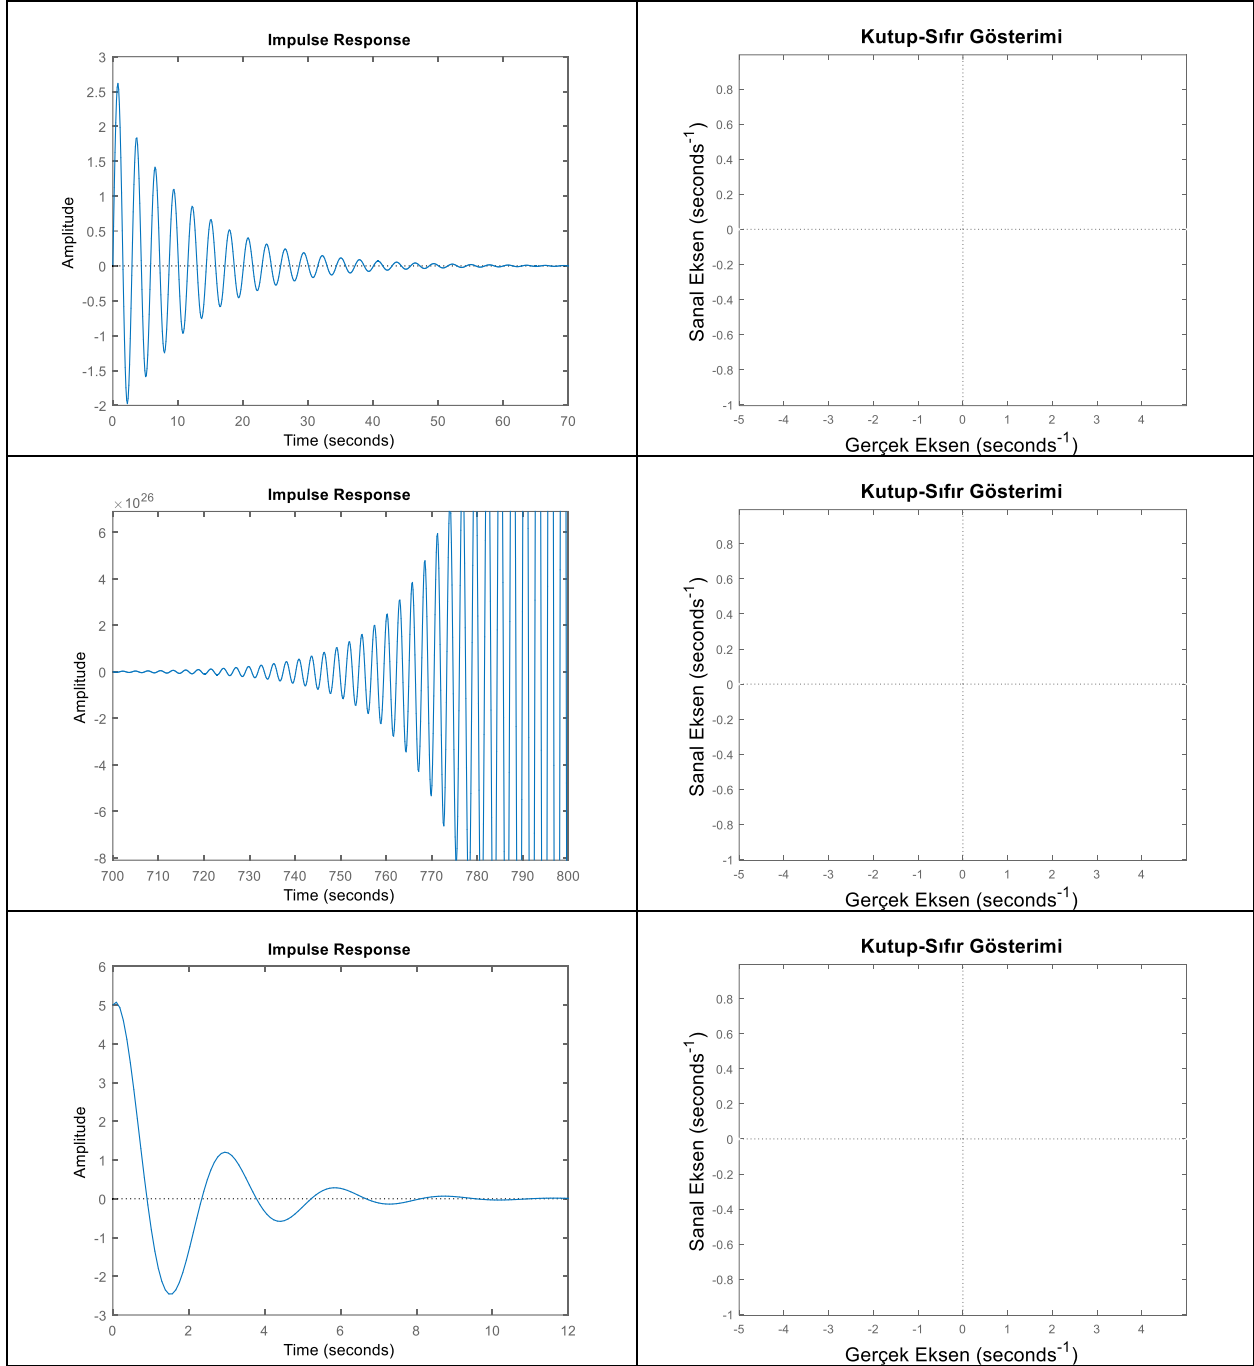 Impulse Response
3
2.5
2
1.5
1
0.5
0
-0.5
-1
-1.5
-2
Amplitude
0 10 20 30 40 50 60 70
Time (seconds)
Kutup-Sıfır Gösterimi
0.8
0.6
0.4
0.2
0
-0.2
-0.4
-0.6
-0.8
-1
Sanal Eksen (seconds⁻¹)
-5 -4 -3 -2 -1 0 1 2 3 4
Gerçek Eksen (seconds⁻¹)
Impulse Response
×10²⁶
6
4
2
0
-2
-4
-6
-8
Amplitude
700 710 720 730 740 750 760 770 780 790 800
Time (seconds)
Kutup-Sıfır Gösterimi
0.8
0.6
0.4
0.2
0
-0.2
-0.4
-0.6
-0.8
-1
Sanal Eksen (seconds⁻¹)
-5 -4 -3 -2 -1 0 1 2 3 4
Gerçek Eksen (seconds⁻¹)
Impulse Response
6
5
4
3
2
1
0
-1
-2
-3
Amplitude
0 2 4 6 8 10 12
Time (seconds)
Kutup-Sıfır Gösterimi
0.8
0.6
0.4
0.2
0
-0.2
-0.4
-0.6
-0.8
-1
Sanal Eksen (seconds⁻¹)
-5 -4 -3 -2 -1 0 1 2 3 4
Gerçek Eksen (seconds⁻¹)